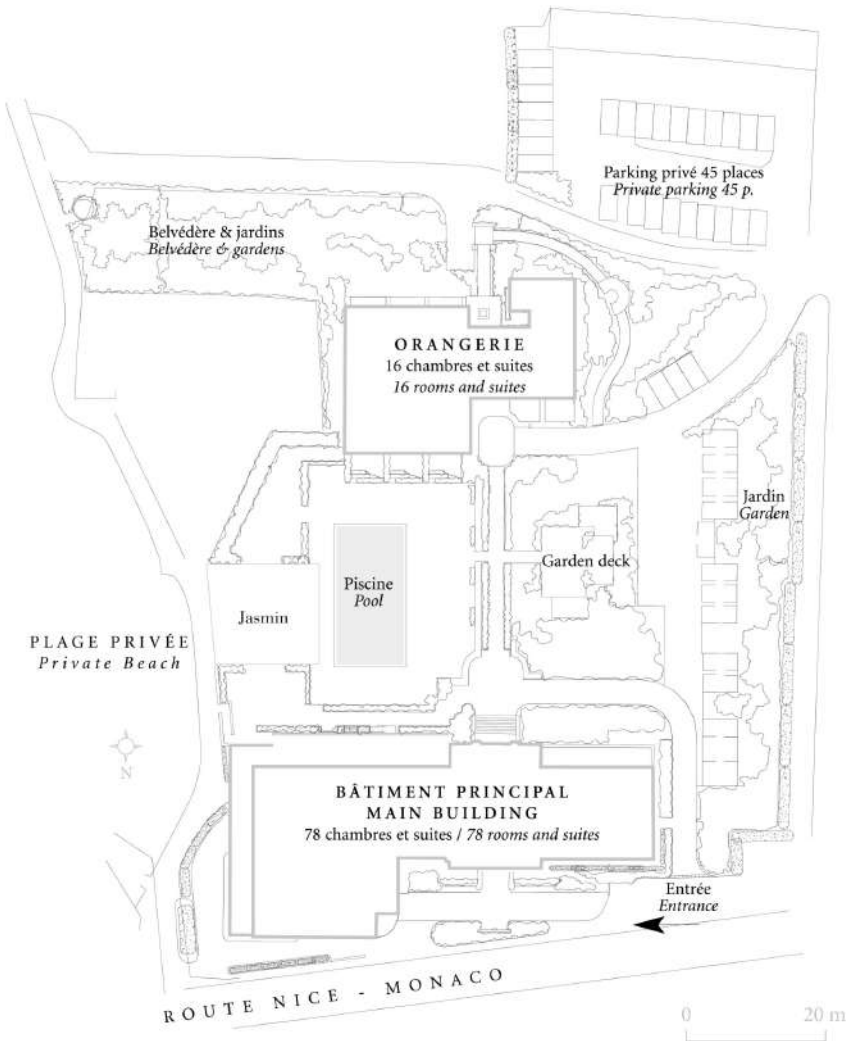 Parking privé 45 places
Private parking 45 p.
Belvédère & jardins
Belvédère & gardens
ORANGERIE
16 chambres et suites
16 rooms and suites
Jardin
Garden
Garden deck
Piscine
Pool
Jasmin
PLAGE PRIVÉE
Private Beach
N
BÂTIMENT PRINCIPAL
MAIN BUILDING
78 chambres et suites / 78 rooms and suites
Entrée
Entrance
ROUTE NICE - MONACO
0 20 m